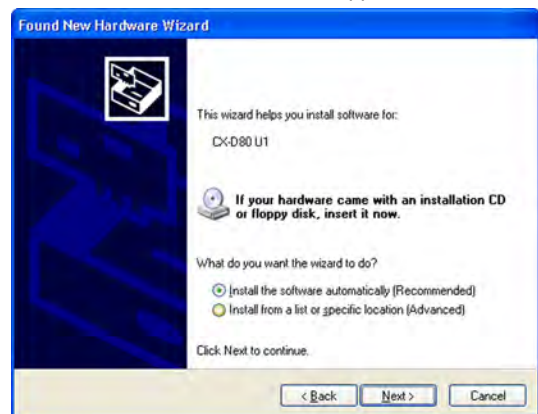 Found New Hardware Wizard
This wizard helps you install software for:
CX-D80 U1
If your hardware came with an installation CD
or floppy disk, insert it now.
What do you want the wizard to do?
Install the software automatically (Recommended)
Install from a list or specific location (Advanced)
Click Next to continue.
< Back Next > Cancel